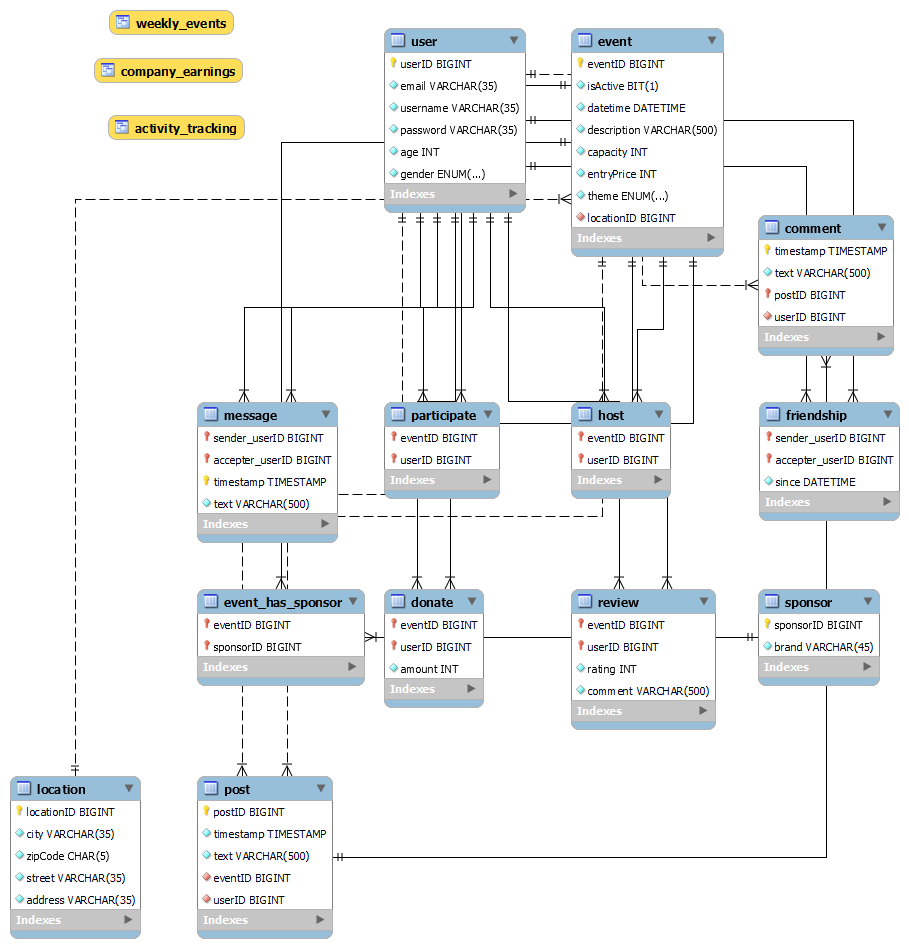 weekly_events
company_earnings
activity_tracking
user
userID BIGINT
email VARCHAR(35)
username VARCHAR(35)
password VARCHAR(35)
age INT
gender ENUM(...)
Indexes
event
eventID BIGINT
isActive BIT(1)
datetime DATETIME
description VARCHAR(500)
capacity INT
entryPrice INT
theme ENUM(...)
locationID BIGINT
Indexes
comment
timestamp TIMESTAMP
text VARCHAR(500)
postID BIGINT
userID BIGINT
Indexes
message
sender_userID BIGINT
accepter_userID BIGINT
timestamp TIMESTAMP
text VARCHAR(500)
Indexes
participate
eventID BIGINT
userID BIGINT
Indexes
host
eventID BIGINT
userID BIGINT
Indexes
friendship
sender_userID BIGINT
accepter_userID BIGINT
since DATETIME
Indexes
event_has_sponsor
eventID BIGINT
sponsorID BIGINT
Indexes
donate
eventID BIGINT
userID BIGINT
amount INT
Indexes
review
eventID BIGINT
userID BIGINT
rating INT
comment VARCHAR(500)
Indexes
sponsor
sponsorID BIGINT
brand VARCHAR(45)
Indexes
location
locationID BIGINT
city VARCHAR(35)
zipCode CHAR(5)
street VARCHAR(35)
address VARCHAR(35)
Indexes
post
postID BIGINT
timestamp TIMESTAMP
text VARCHAR(500)
eventID BIGINT
userID BIGINT
Indexes